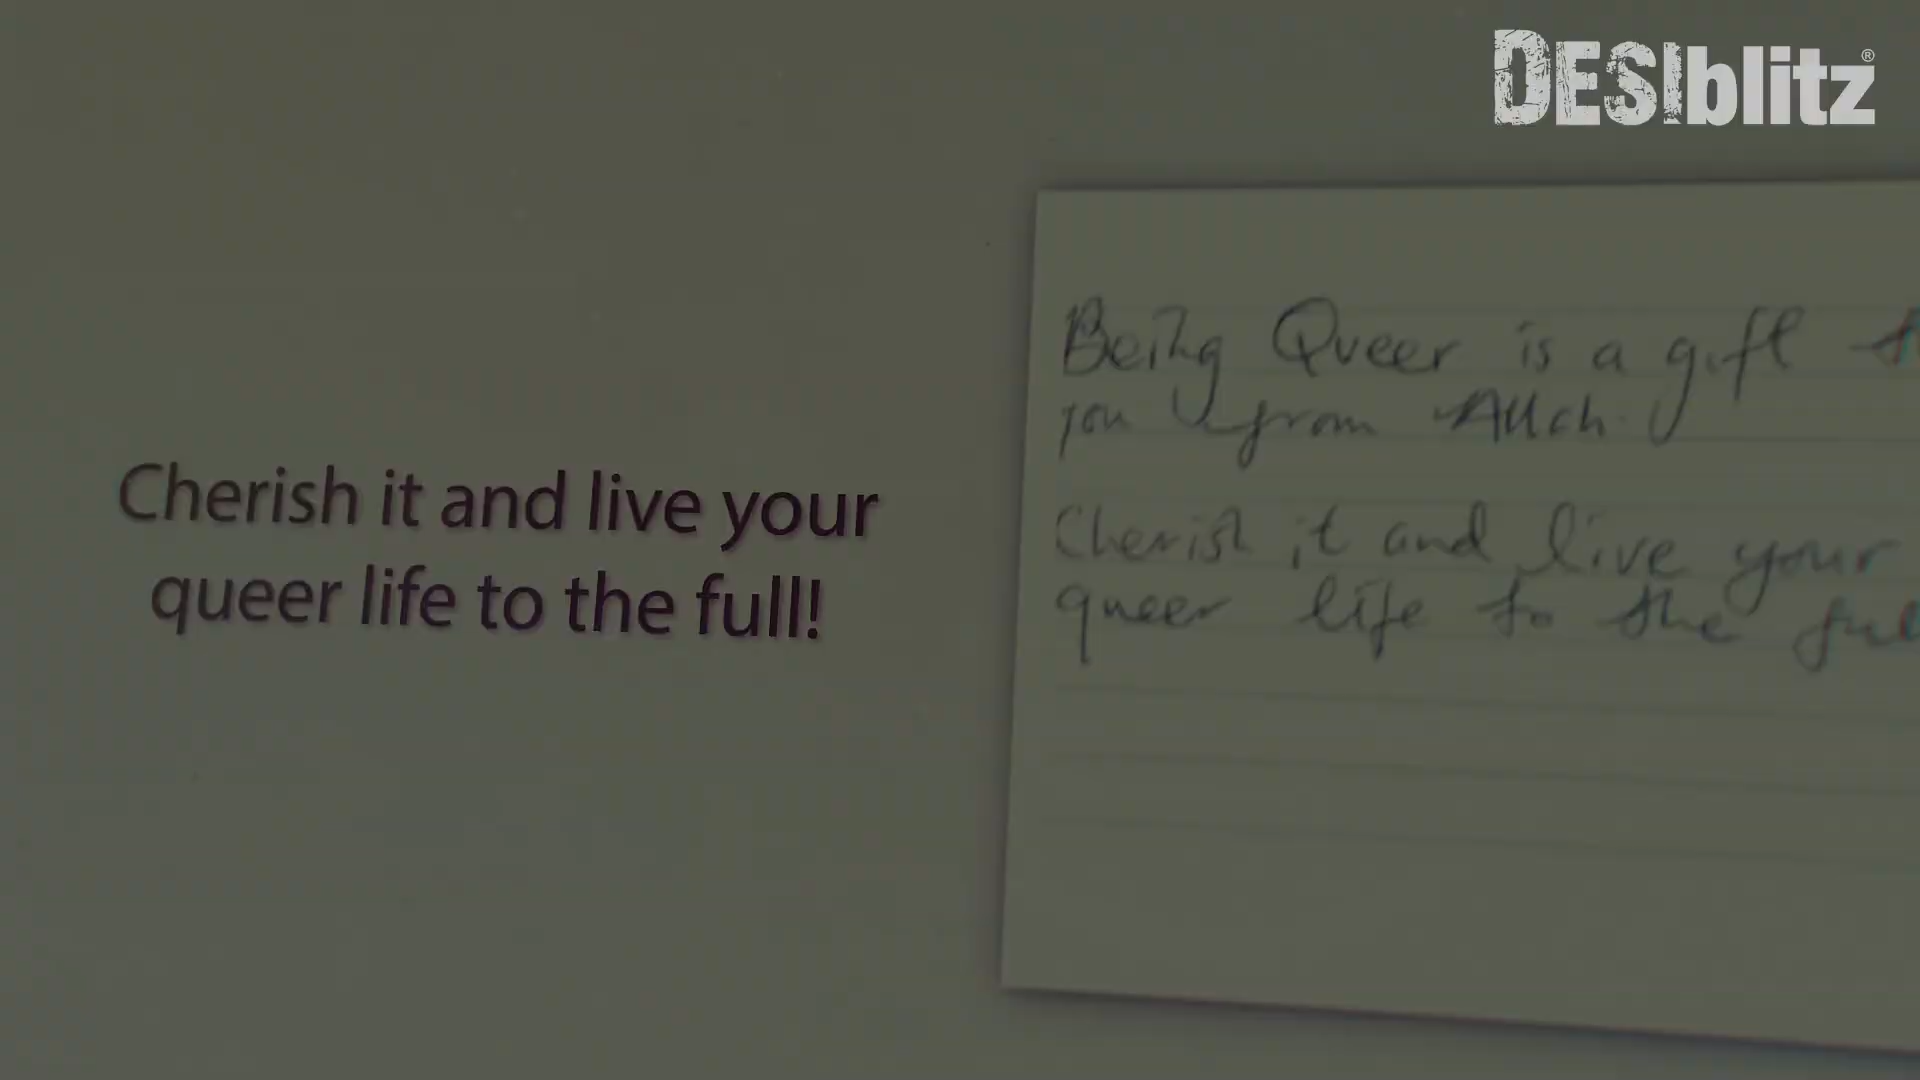 DESIblitz®
Cherish it and live your
queer life to the full!
Being Queer is a gift
you from Allah.
Cherish it and live your
queer life to the